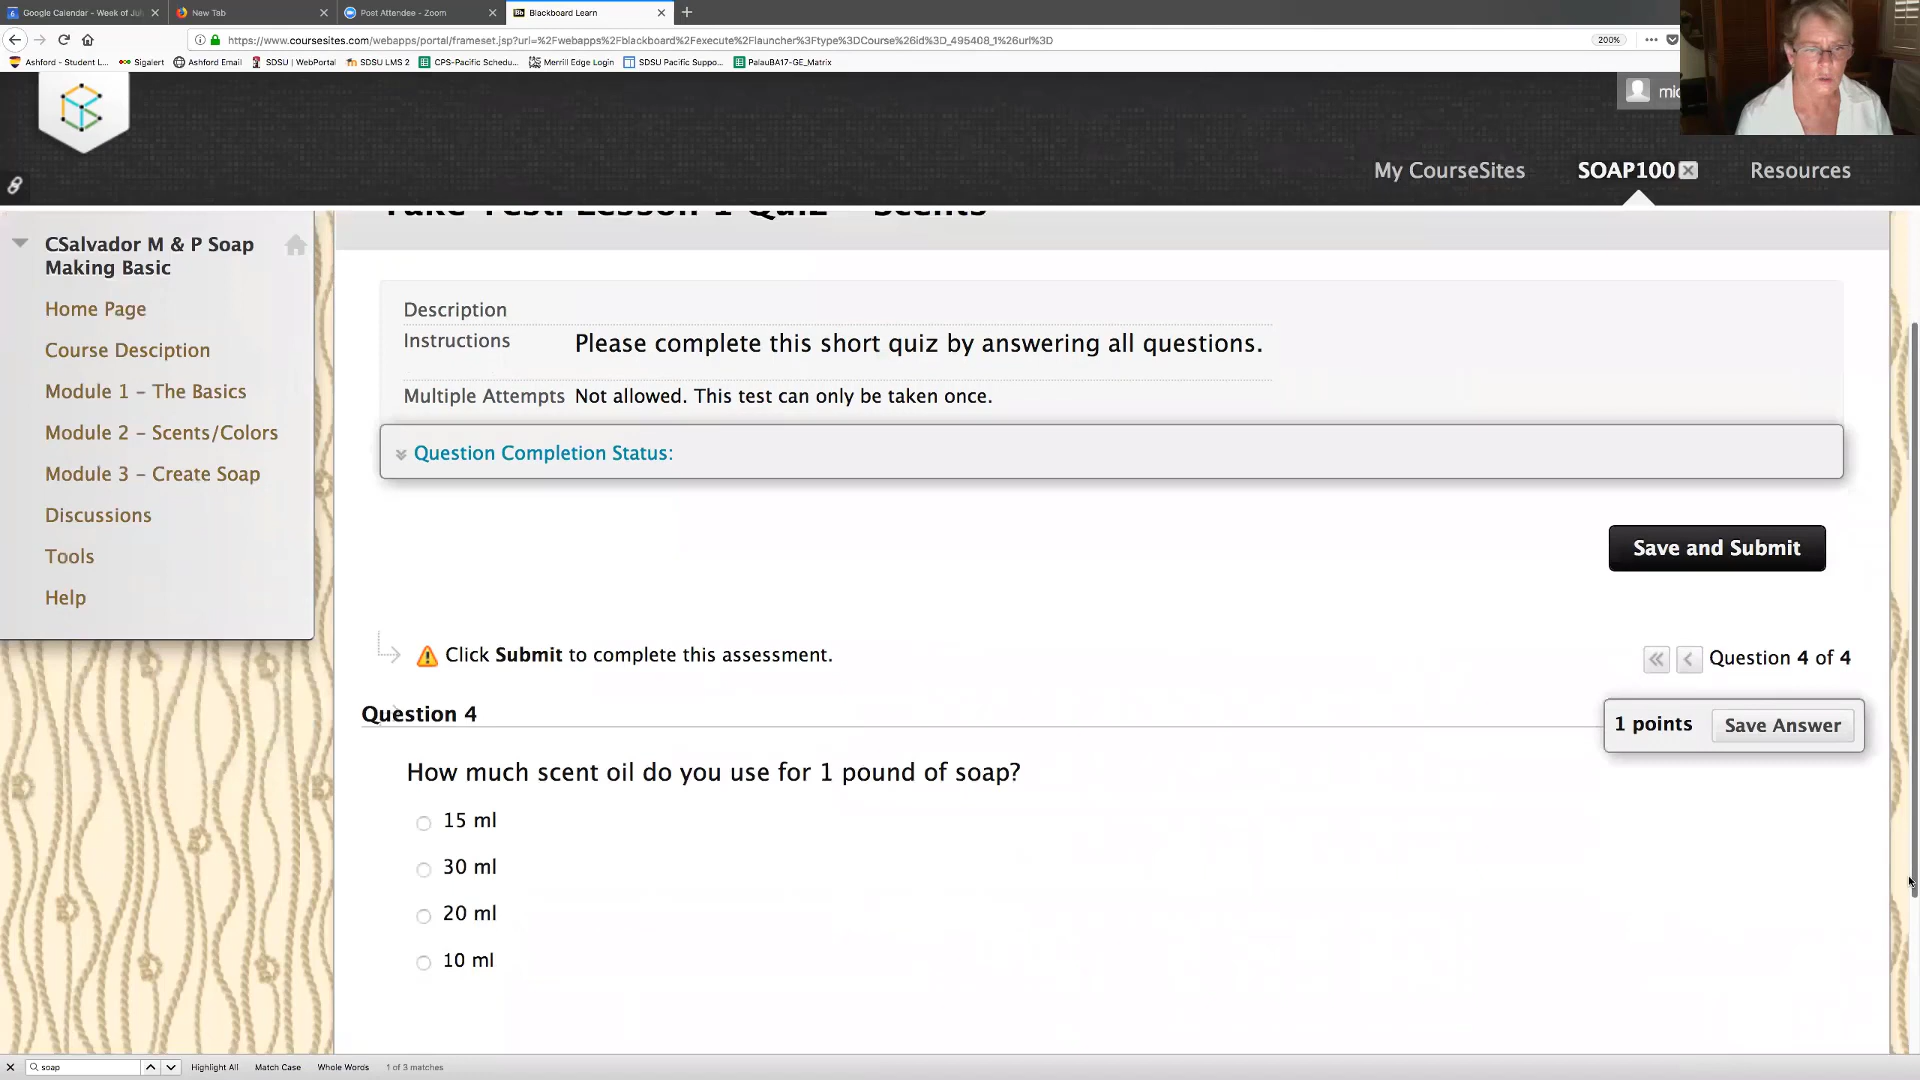 Google Calendar - Week of Jul
New Tab
Post Attendee - Zoom
Blackboard Learn
https://www.coursesites.com/webapps/portal/frameset.jsp?url=%2Fwebapps%2Fblackboard%2Fexecute%2Flauncher%3Ftype%3DCourse%26id%3D_495408_1%26url%3D
200%
Ashford - Student L...
Sigalert
Ashford Email
SDSU | WebPortal
SDSU LMS 2
CPS-Pacific Schedu...
Merrill Edge Login
SDSU Pacific Suppo...
PalauBA17-GE_Matrix
My CourseSites
SOAP100
Resources
Take Test: Lesson 1 Quiz - Scents
CSalvador M & P Soap
Making Basic
Home Page
Course Desciption
Module 1 - The Basics
Module 2 - Scents/Colors
Module 3 - Create Soap
Discussions
Tools
Help
Description
Instructions Please complete this short quiz by answering all questions.
Multiple Attempts Not allowed. This test can only be taken once.
Question Completion Status:
Save and Submit
Click Submit to complete this assessment.
Question 4 of 4
Question 4
1 points
Save Answer
How much scent oil do you use for 1 pound of soap?
15 ml
30 ml
20 ml
10 ml
soap
Highlight All
Match Case
Whole Words
1 of 3 matches